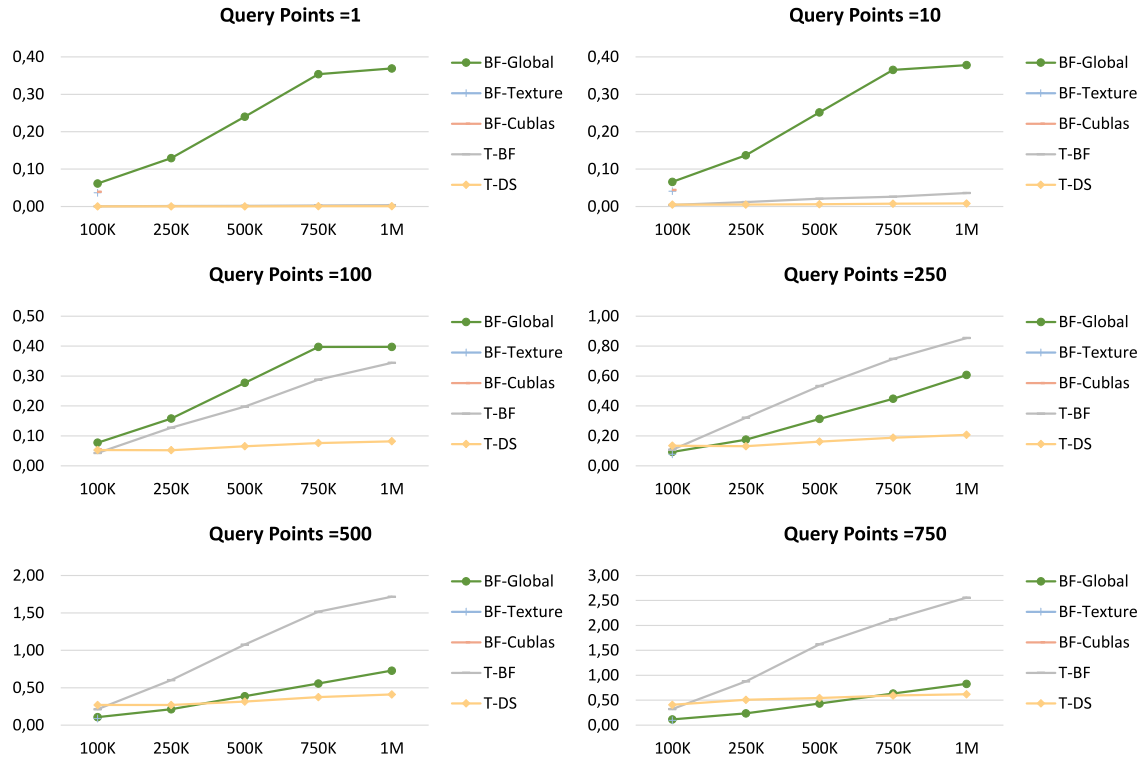 Query Points =1
0,40
0,30
0,20
0,10
0,00
100K 250K 500K 750K 1M
BF-Global
BF-Texture
BF-Cublas
T-BF
T-DS
Query Points =10
0,40
0,30
0,20
0,10
0,00
100K 250K 500K 750K 1M
BF-Global
BF-Texture
BF-Cublas
T-BF
T-DS
Query Points =100
0,50
0,40
0,30
0,20
0,10
0,00
100K 250K 500K 750K 1M
BF-Global
BF-Texture
BF-Cublas
T-BF
T-DS
Query Points =250
1,00
0,80
0,60
0,40
0,20
0,00
100K 250K 500K 750K 1M
BF-Global
BF-Texture
BF-Cublas
T-BF
T-DS
Query Points =500
2,00
1,50
1,00
0,50
0,00
100K 250K 500K 750K 1M
BF-Global
BF-Texture
BF-Cublas
T-BF
T-DS
Query Points =750
3,00
2,50
2,00
1,50
1,00
0,50
0,00
100K 250K 500K 750K 1M
BF-Global
BF-Texture
BF-Cublas
T-BF
T-DS